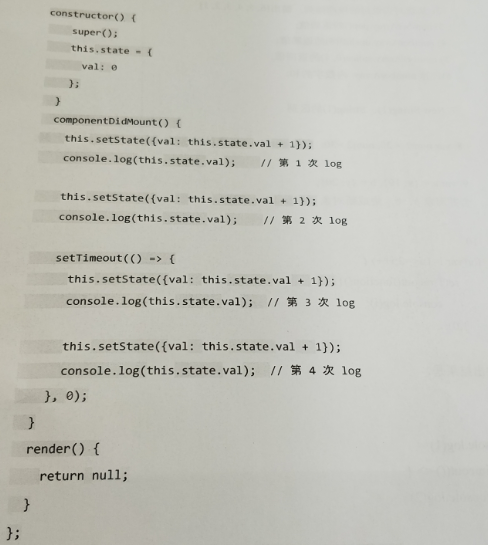 constructor() {
super();
this.state = {
val: 0
};
}
componentDidMount() {
this.setState({val: this.state.val + 1});
console.log(this.state.val); // 第 1 次 log
this.setState({val: this.state.val + 1});
console.log(this.state.val); // 第 2 次 log
setTimeout(() => {
this.setState({val: this.state.val + 1});
console.log(this.state.val); // 第 3 次 log
this.setState({val: this.state.val + 1});
console.log(this.state.val); // 第 4 次 log
}, 0);
}
render() {
return null;
}
};